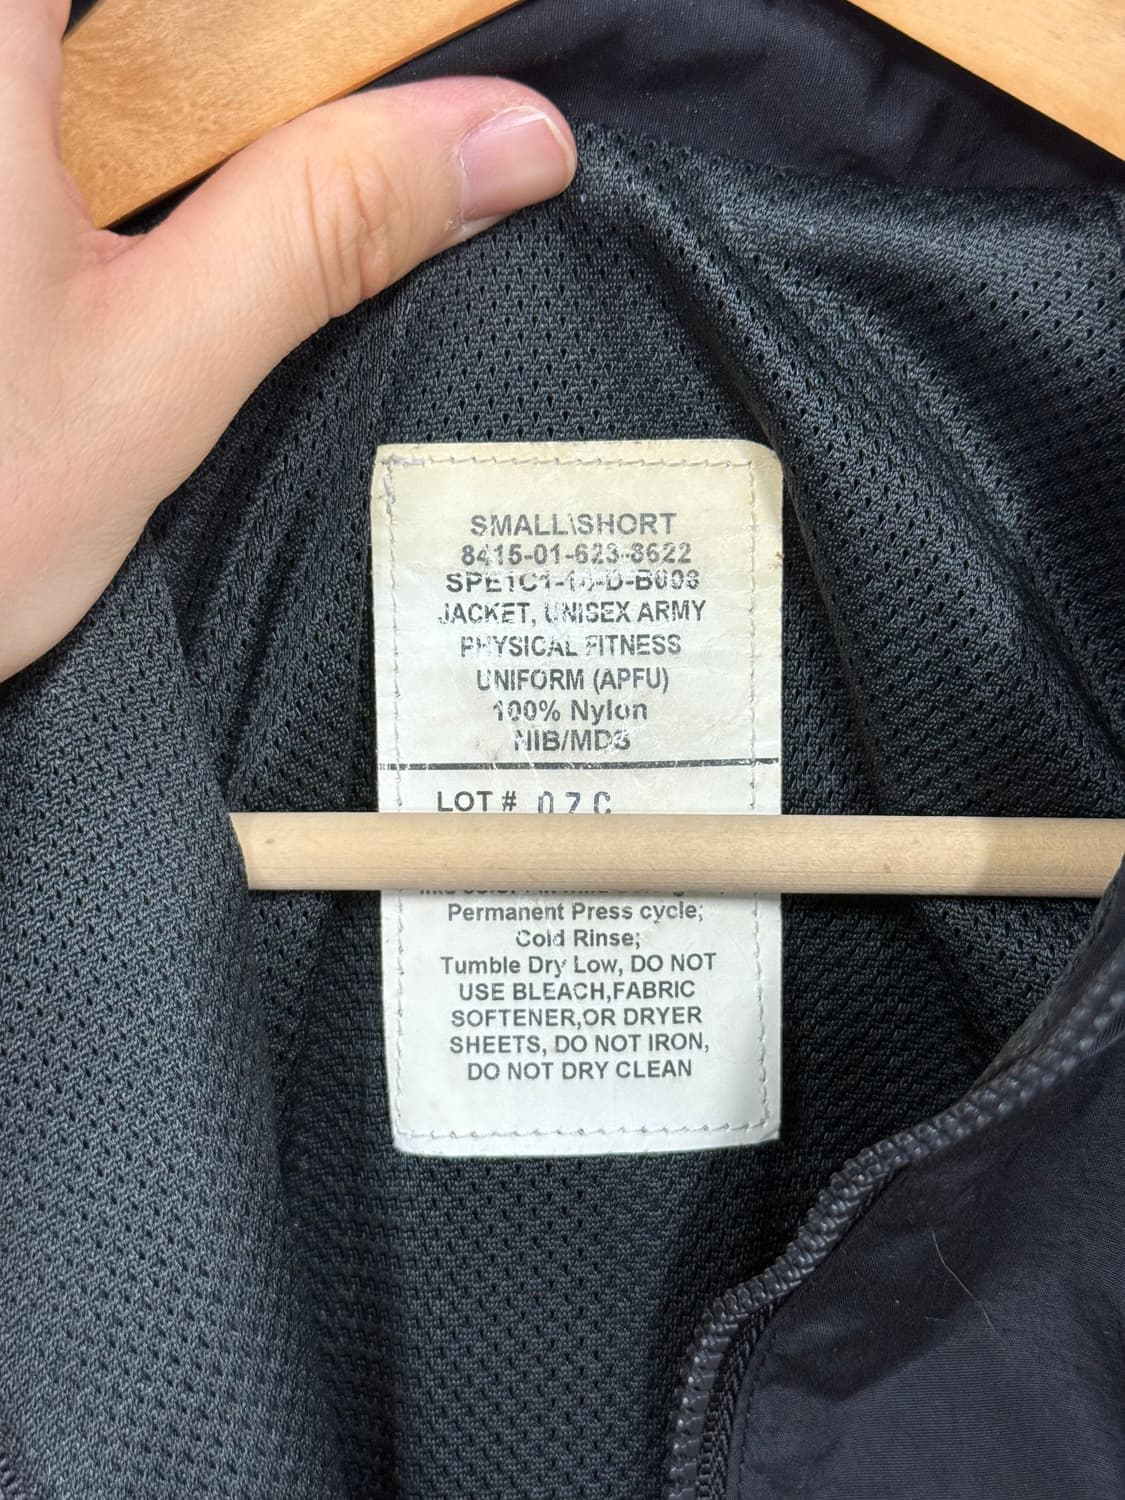 SMALL\SHORT
8415-01-623-8622
JACKET, UNISEX ARMY
PHYSICAL FITNESS
UNIFORM (APFU)
100% Nylon
NIB/MDS
LOT # 07C
Permanent Press cycle;
Cold Rinse;
Tumble Dry Low, DO NOT
USE BLEACH,FABRIC
SOFTENER,OR DRYER
SHEETS, DO NOT IRON,
DO NOT DRY CLEAN